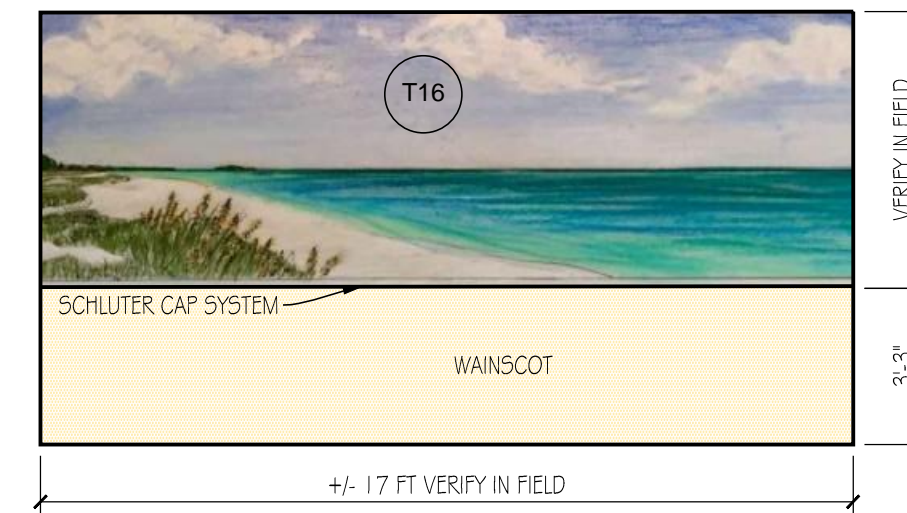 T16
VERIFY IN FIELD
SCHLUTER CAP SYSTEM
WAINSCOT
3'-3"
+/- 17 FT VERIFY IN FIELD